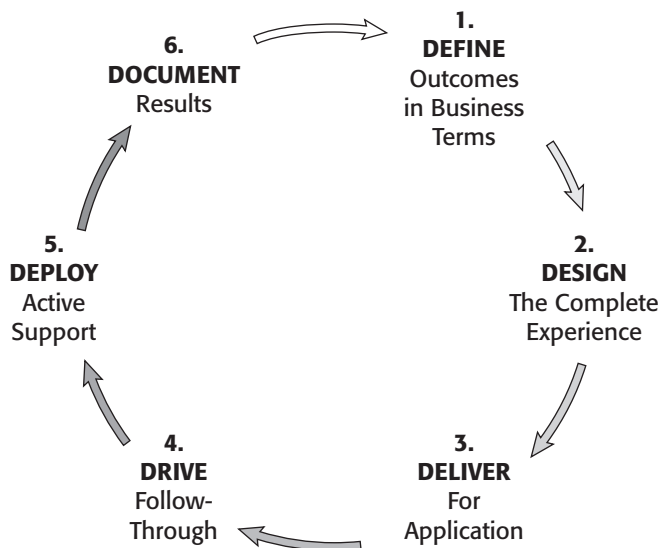 1.
DEFINE
Outcomes
in Business
Terms
2.
DESIGN
The Complete
Experience
3.
DELIVER
For
Application
4.
DRIVE
Follow-
Through
5.
DEPLOY
Active
Support
6.
DOCUMENT
Results